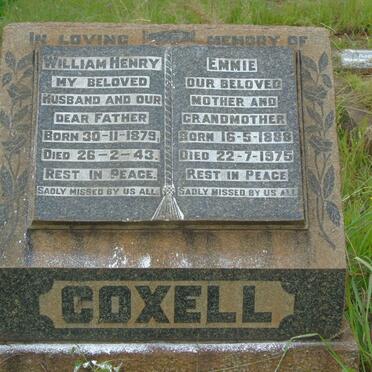 IN LOVING MEMORY OF
WILLIAM HENRY
MY BELOVED
HUSBAND AND OUR
DEAR FATHER
BORN 30-11-1879,
DIED 26-2-43.
REST IN PEACE.
SADLY MISSED BY US ALL.
EMMIE
OUR BELOVED
MOTHER AND
GRANDMOTHER
BORN 16-5-1888
DIED 22-7-1975
REST IN PEACE
SADLY MISSED BY US ALL
COXELL